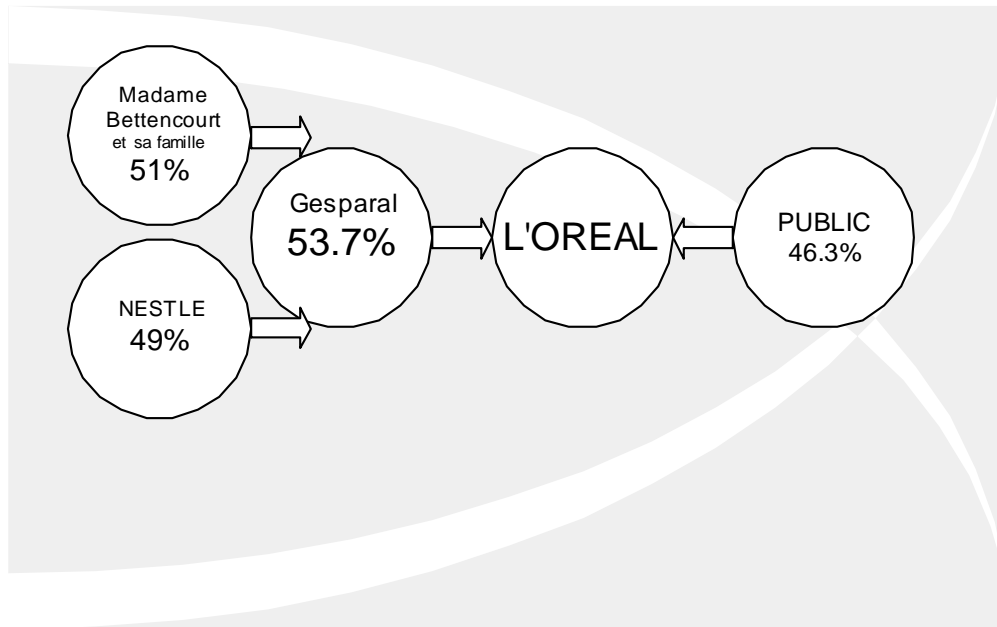 Madame
Bettencourt
et sa famille
51%
NESTLE
49%
Gesparal
53.7%
L'OREAL
PUBLIC
46.3%